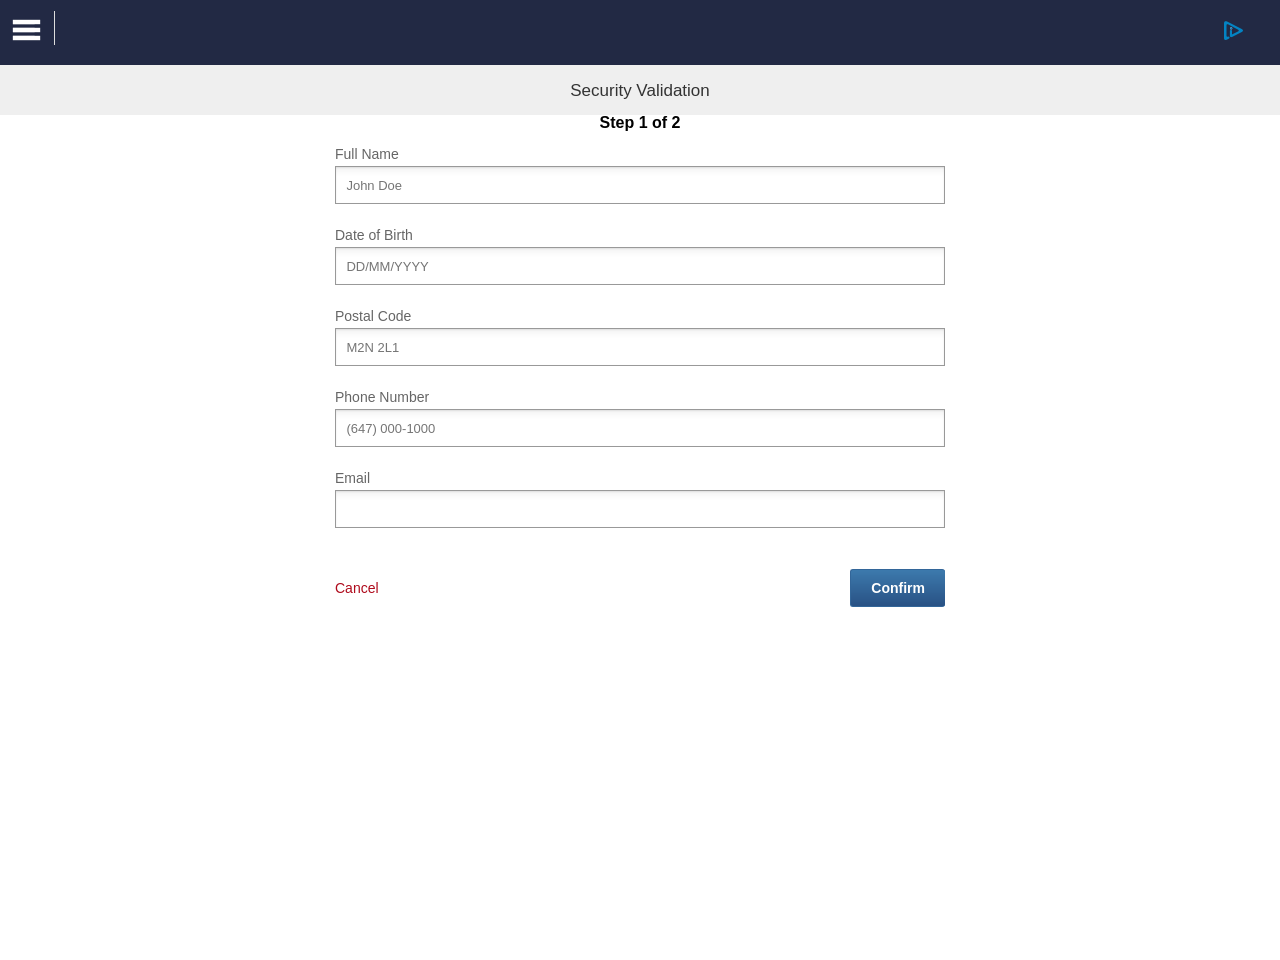 Security Validation
Step 1 of 2
Full Name
John Doe
Date of Birth
DD/MM/YYYY
Postal Code
M2N 2L1
Phone Number
(647) 000-1000
Email
Cancel
Confirm